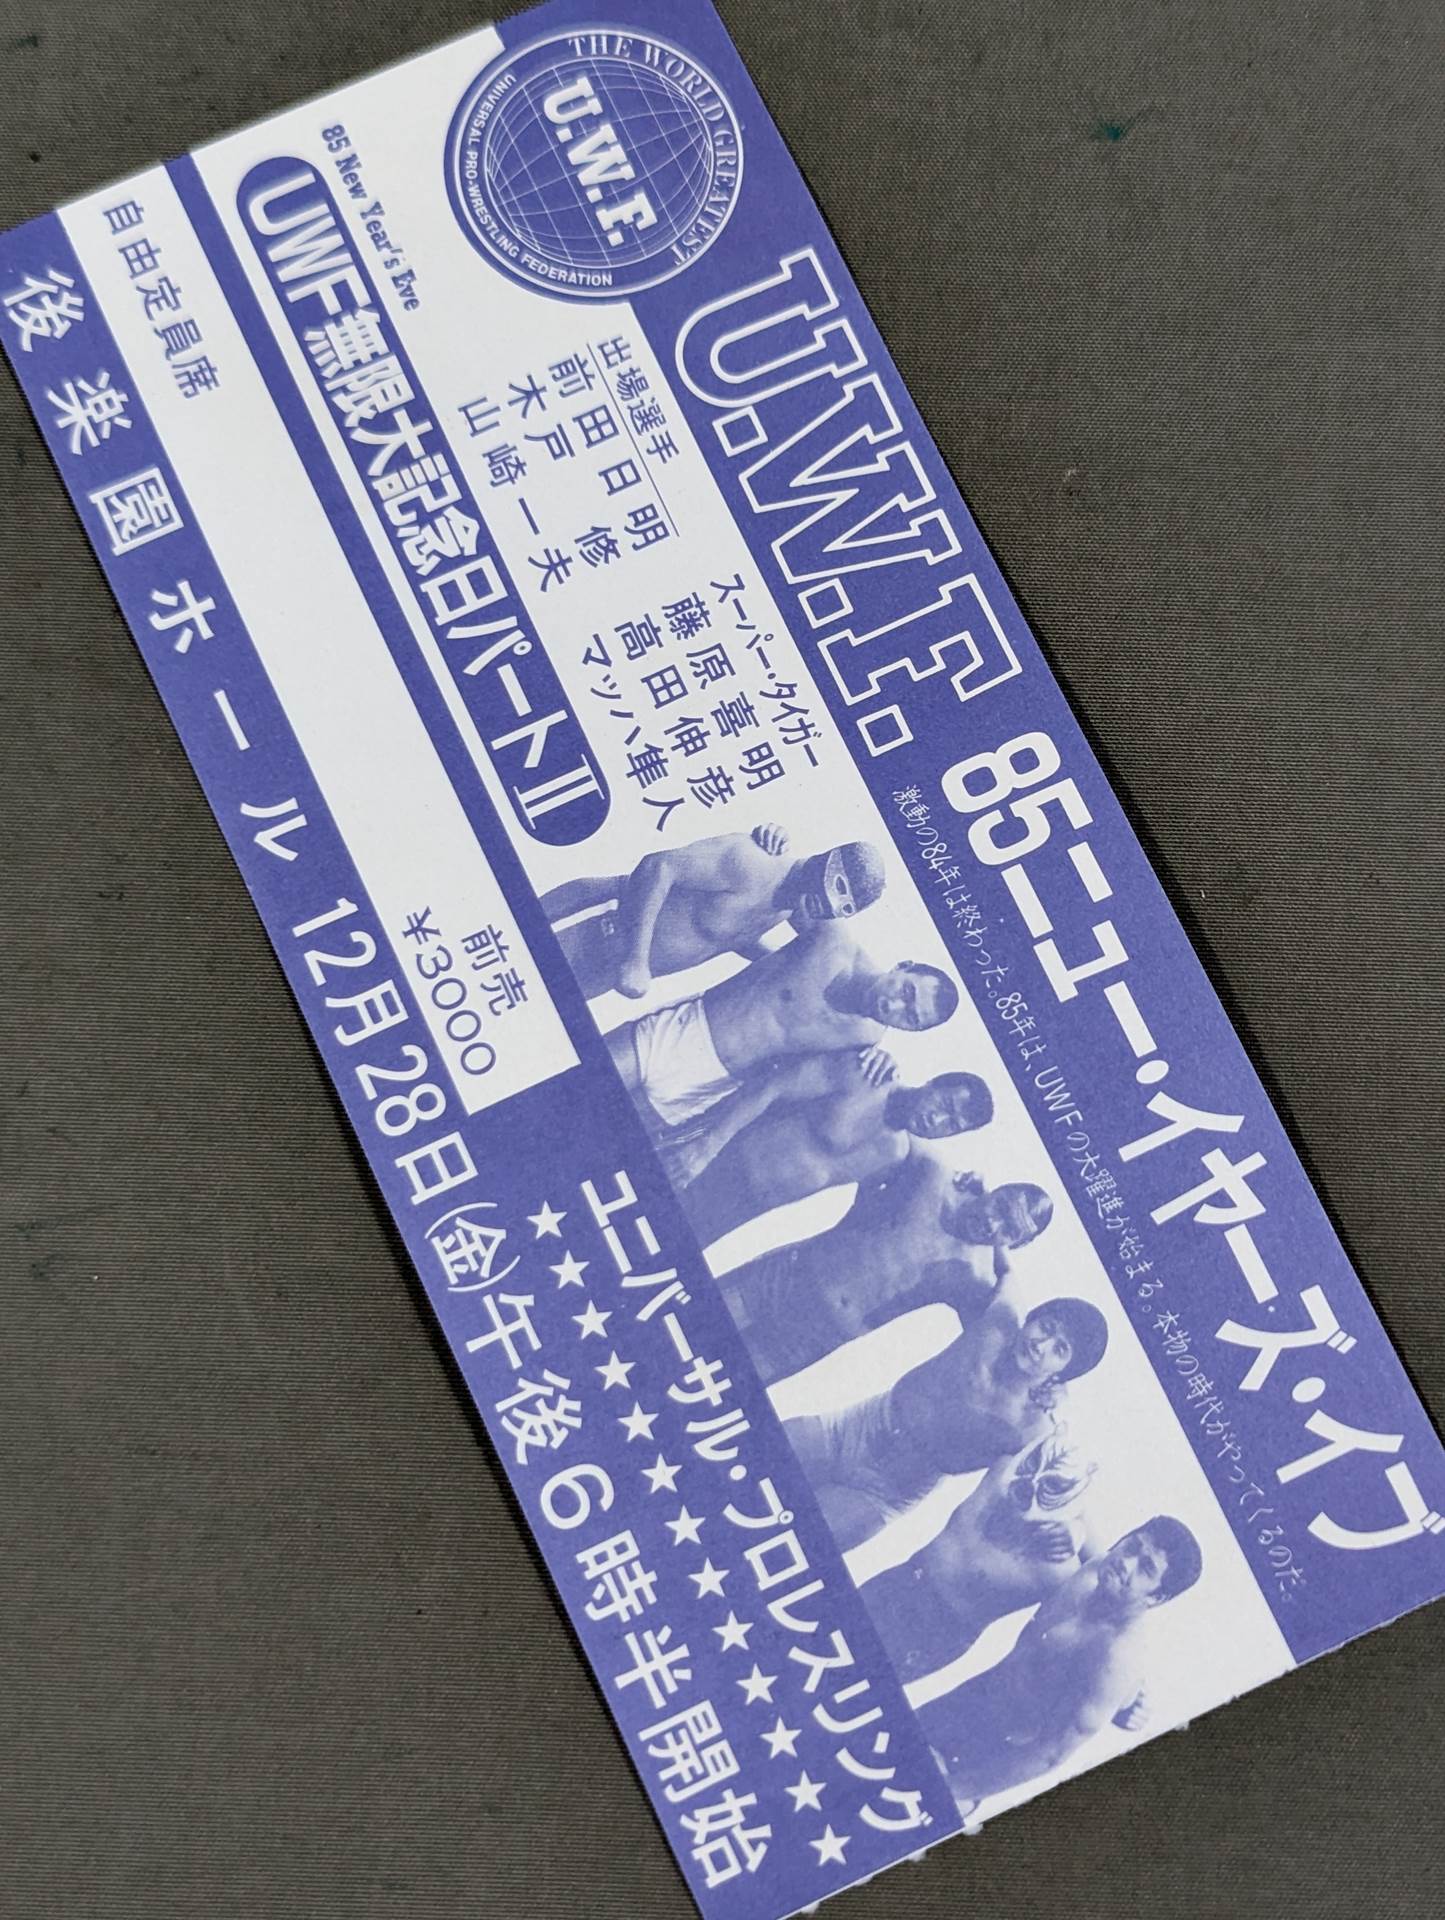 THE WORLD GREATEST
U.W.F.
UNIVERSAL PRO-WRESTLING FEDERATION
U.W.F. 85ニュー・イヤーズ・イブ
激動の84年は終わった。85年は、UWFの大躍進が始まる。本物の時代がやってくるのだ。
出場選手
スーパー・タイガー
前田日明 藤原喜明
木戸修 高田伸彦
山崎一夫 マッハ隼人
85 New Year's Eve
UWF無限大記念日パートII
自由定員席
前売
¥3000
ユニバーサル・プロレスリング
★★★★★★★★★★★★★
後楽園ホール 12月28日(金)午後6時半開始